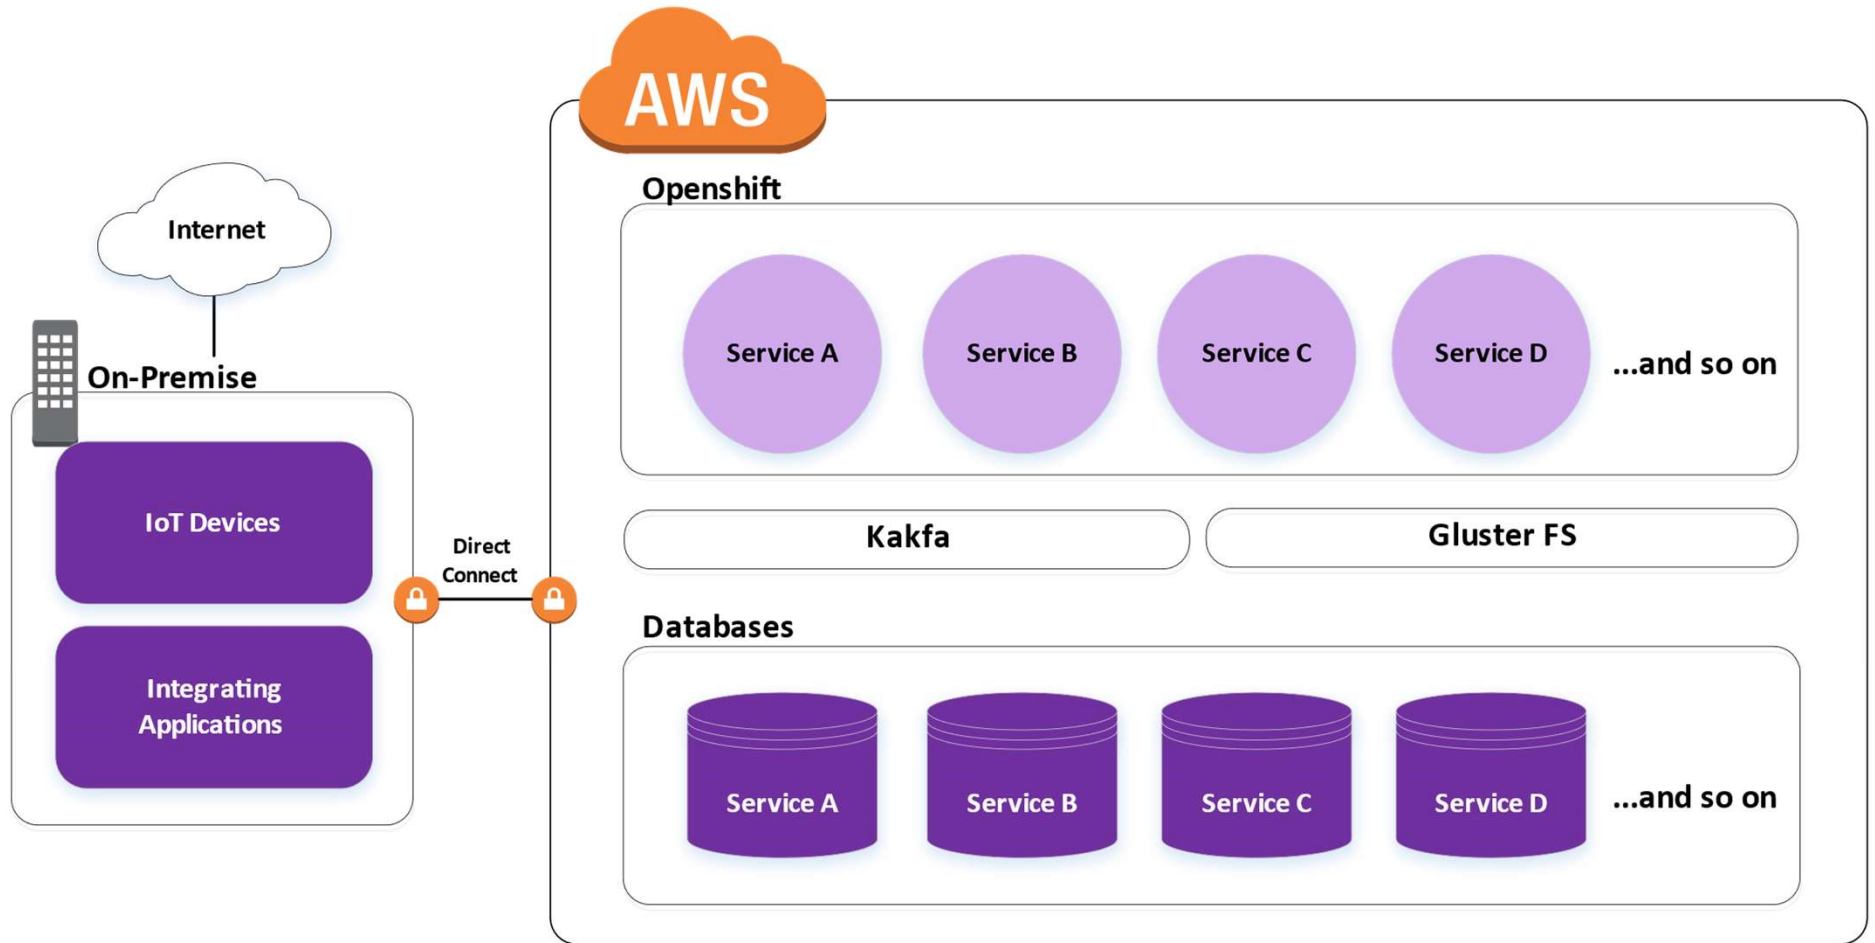 AWS
Openshift
Internet
Service A
Service B
Service C
Service D
...and so on
On-Premise
IoT Devices
Kakfa
Gluster FS
Direct
Connect
Databases
Integrating
Applications
Service A
Service B
Service C
Service D
...and so on